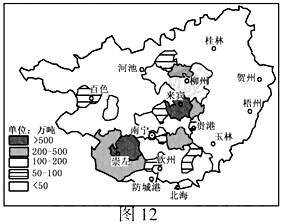 桂林
河池
柳州
贺州
百色
来宾
梧州
单位：万吨
南宁
贵港
>500
玉林
200-500
崇左
100-200
钦州
50-100
防城港
<50
北海
图 12